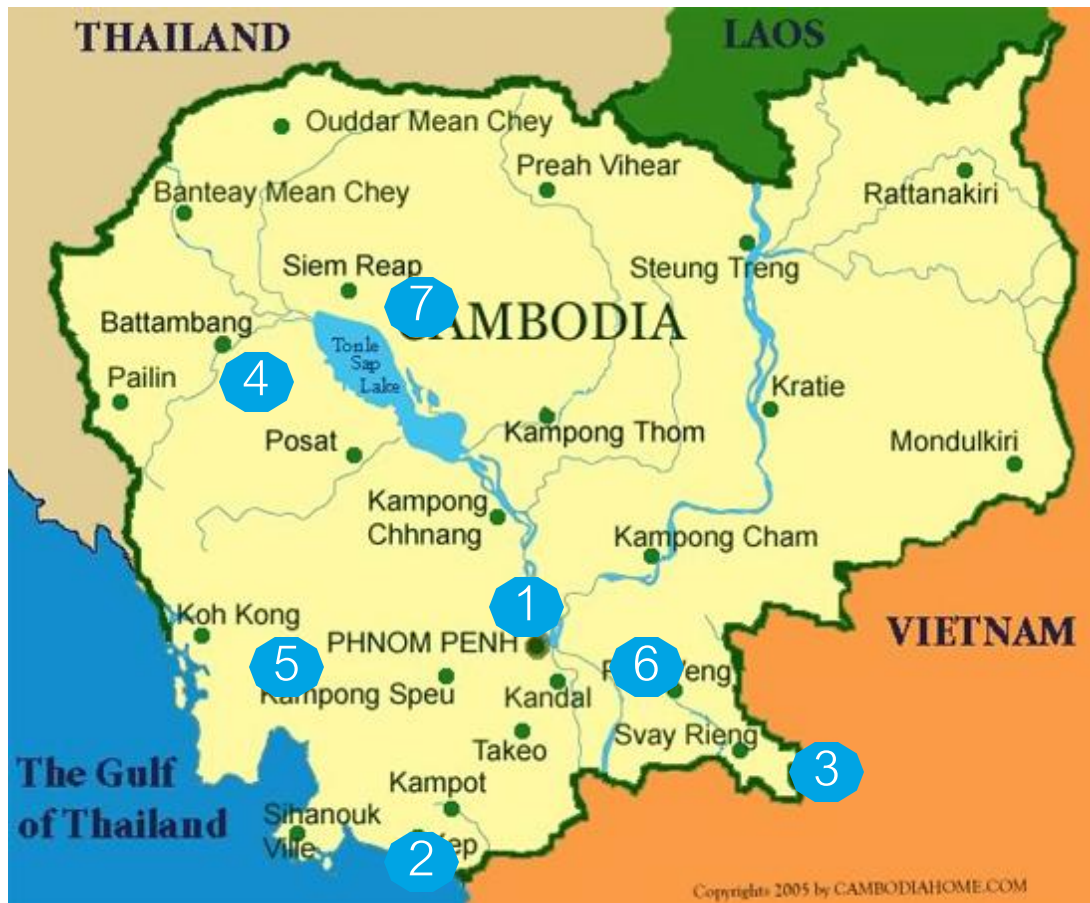 THAILAND
LAOS
Ouddar Mean Chey
Preah Vihear
Banteay Mean Chey
Rattanakiri
Siem Reap
Steung Treng
7
CAMBODIA
Battambang
Tonle
Sap
Lake
4
Pailin
Kratie
Posat
Kampong Thom
Mondulkiri
Kampong
Chhnang
Kampong Cham
1
Koh Kong
PHNOM PENH
VIETNAM
5
6
Kampong Speu
Kandal
Svay Rieng
Takeo
3
The Gulf
of Thailand
Kampot
Sihanouk
Ville
2
Copyrights 2005 by CAMBODIAHOME.COM